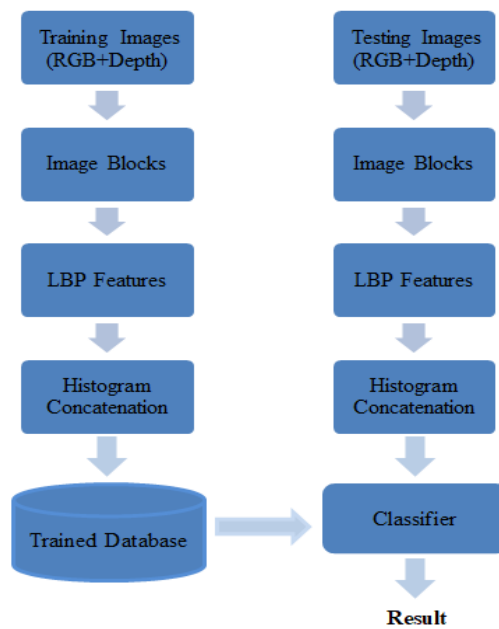 Training Images
(RGB+Depth)
Image Blocks
LBP Features
Histogram
Concatenation
Trained Database
Testing Images
(RGB+Depth)
Image Blocks
LBP Features
Histogram
Concatenation
Classifier
Result